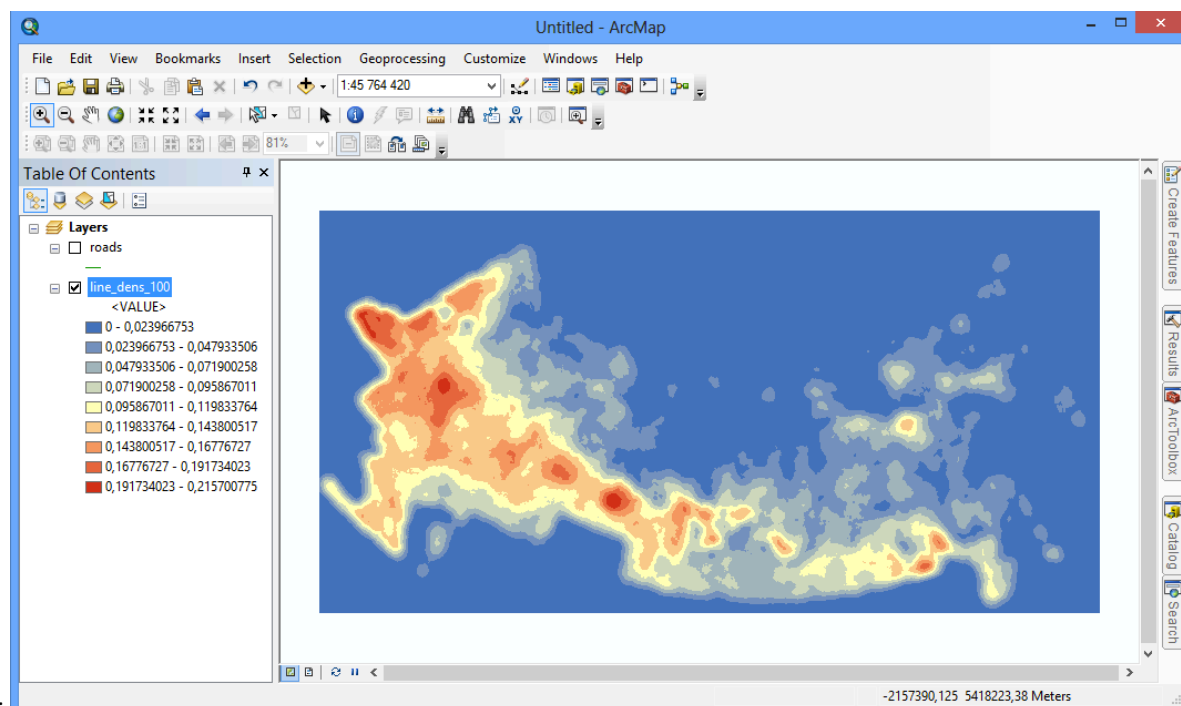 Untitled - ArcMap
File Edit View Bookmarks Insert Selection Geoprocessing Customize Windows Help
1:45 764 420
XY
81%
Table Of Contents
Layers
roads
line_dens_100
<VALUE>
0 - 0,023966753
0,023966753 - 0,047933506
0,047933506 - 0,071900258
0,071900258 - 0,095867011
0,095867011 - 0,119833764
0,119833764 - 0,143800517
0,143800517 - 0,16776727
0,16776727 - 0,191734023
0,191734023 - 0,215700775
Create Features
Results
ArcToolbox
Catalog
Search
-2157390,125 5418223,38 Meters